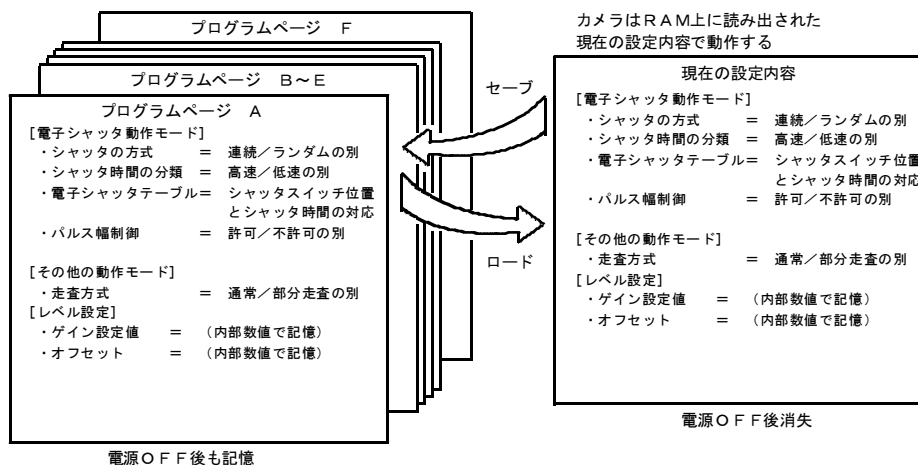 プログラムページ　F
プログラムページ　B～E
プログラムページ　A
[電子シャッタ動作モード]
・シャッタの方式　＝　連続／ランダムの別
・シャッタ時間の分類　＝　高速／低速の別
・電子シャッタテーブル＝　シャッタスイッチ位置
とシャッタ時間の対応
・パルス幅制御　＝　許可／不許可の別
[その他の動作モード]
・走査方式　＝　通常／部分走査の別
[レベル設定]
・ゲイン設定値　＝　（内部数値で記憶）
・オフセット　＝　（内部数値で記憶）
電源ＯＦＦ後も記憶
セーブ
ロード
カメラはＲＡＭ上に読み出された
現在の設定内容で動作する
現在の設定内容
[電子シャッタ動作モード]
・シャッタの方式　＝　連続／ランダムの別
・シャッタ時間の分類　＝　高速／低速の別
・電子シャッタテーブル＝　シャッタスイッチ位置
とシャッタ時間の対応
・パルス幅制御　＝　許可／不許可の別
[その他の動作モード]
・走査方式　＝　通常／部分走査の別
[レベル設定]
・ゲイン設定値　＝　（内部数値で記憶）
・オフセット　＝　（内部数値で記憶）
電源ＯＦＦ後消失